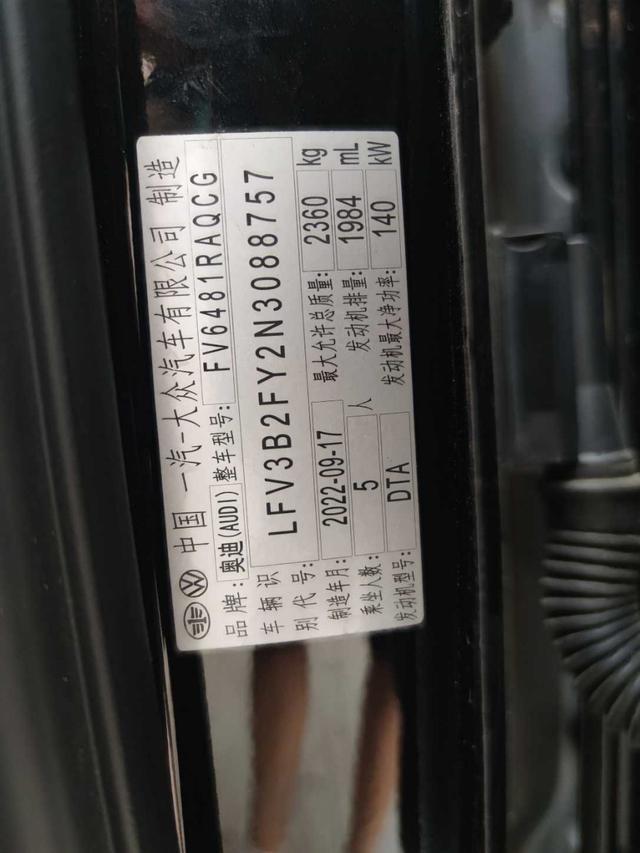 中国 一汽-大众汽车有限公司 制造
品牌: 奥迪(AUDI) 整车型号: FV6481RAQCG
车辆识别代号: LFV3B2FY2N3088757
制造年月: 2022-09-17 最大允许总质量: 2360 kg
乘坐人数: 5 人 发动机排量: 1984 mL
发动机型号: DTA 发动机最大净功率: 140 kW